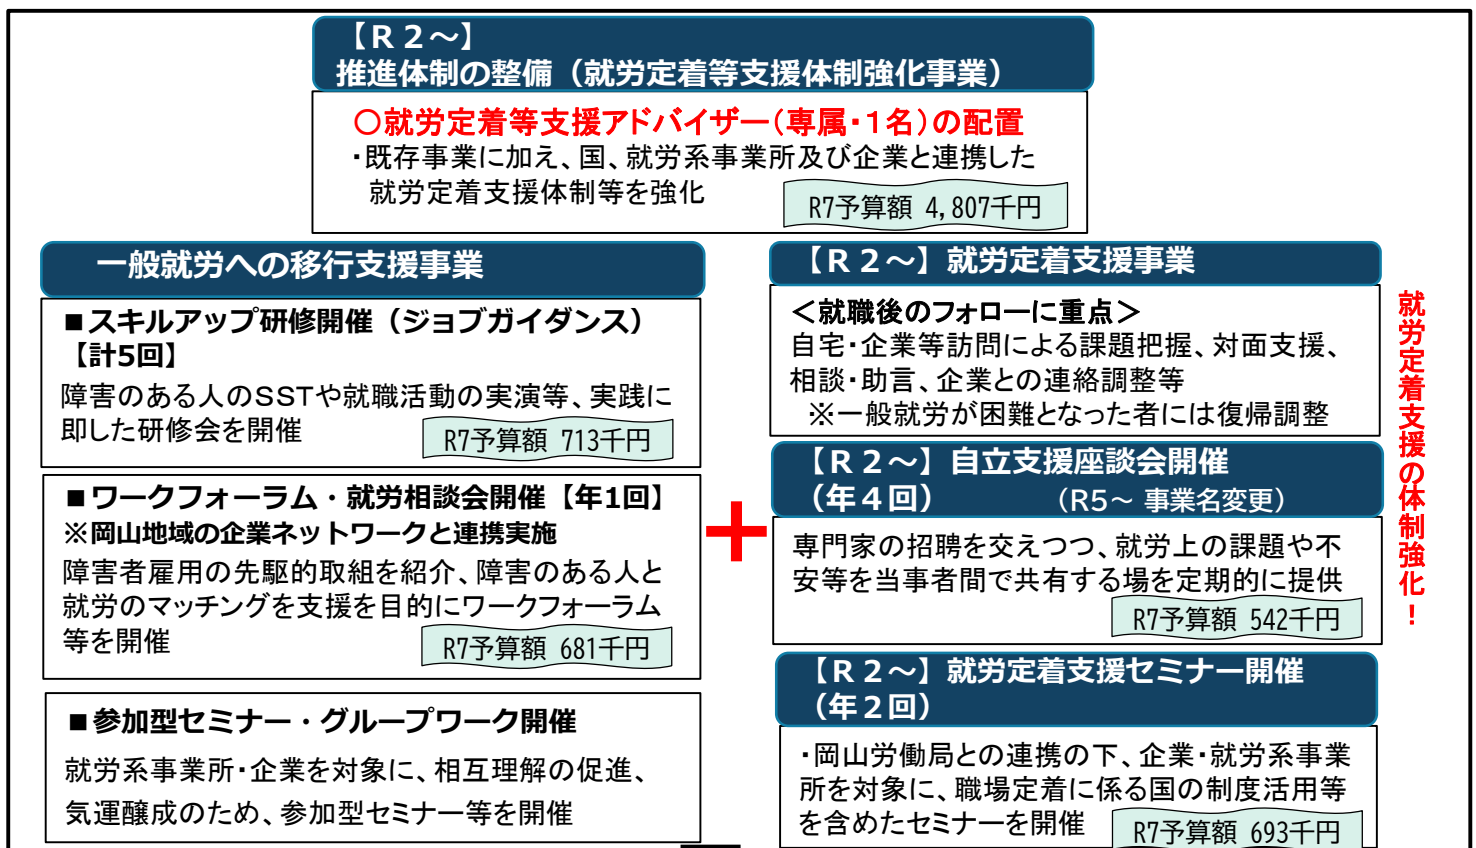 【R2～】
推進体制の整備（就労定着等支援体制強化事業）
○就労定着等支援アドバイザー（専属・1名）の配置
・既存事業に加え、国、就労系事業所及び企業と連携した
就労定着支援体制等を強化
R7予算額 4,807千円
一般就労への移行支援事業
■スキルアップ研修開催（ジョブガイダンス）
【計5回】
障害のある人のSSTや就職活動の実演等、実践に
即した研修会を開催
R7予算額 713千円
■ワークフォーラム・就労相談会開催【年1回】
※岡山地域の企業ネットワークと連携実施
障害者雇用の先駆的取組を紹介、障害のある人と
就労のマッチングを支援を目的にワークフォーラム
等を開催
R7予算額 681千円
■参加型セミナー・グループワーク開催
就労系事業所・企業を対象に、相互理解の促進、
気運醸成のため、参加型セミナー等を開催
＋
【R2～】就労定着支援事業
＜就職後のフォローに重点＞
自宅・企業等訪問による課題把握、対面支援、
相談・助言、企業との連絡調整等
※一般就労が困難となった者には復帰調整
【R2～】自立支援座談会開催
（年4回）　（R5～ 事業名変更）
専門家の招聘を交えつつ、就労上の課題や不
安等を当事者間で共有する場を定期的に提供
R7予算額 542千円
【R2～】就労定着支援セミナー開催
（年2回）
・岡山労働局との連携の下、企業・就労系事業
所を対象に、職場定着に係る国の制度活用等
を含めたセミナーを開催
R7予算額 693千円
就労定着支援の体制強化！